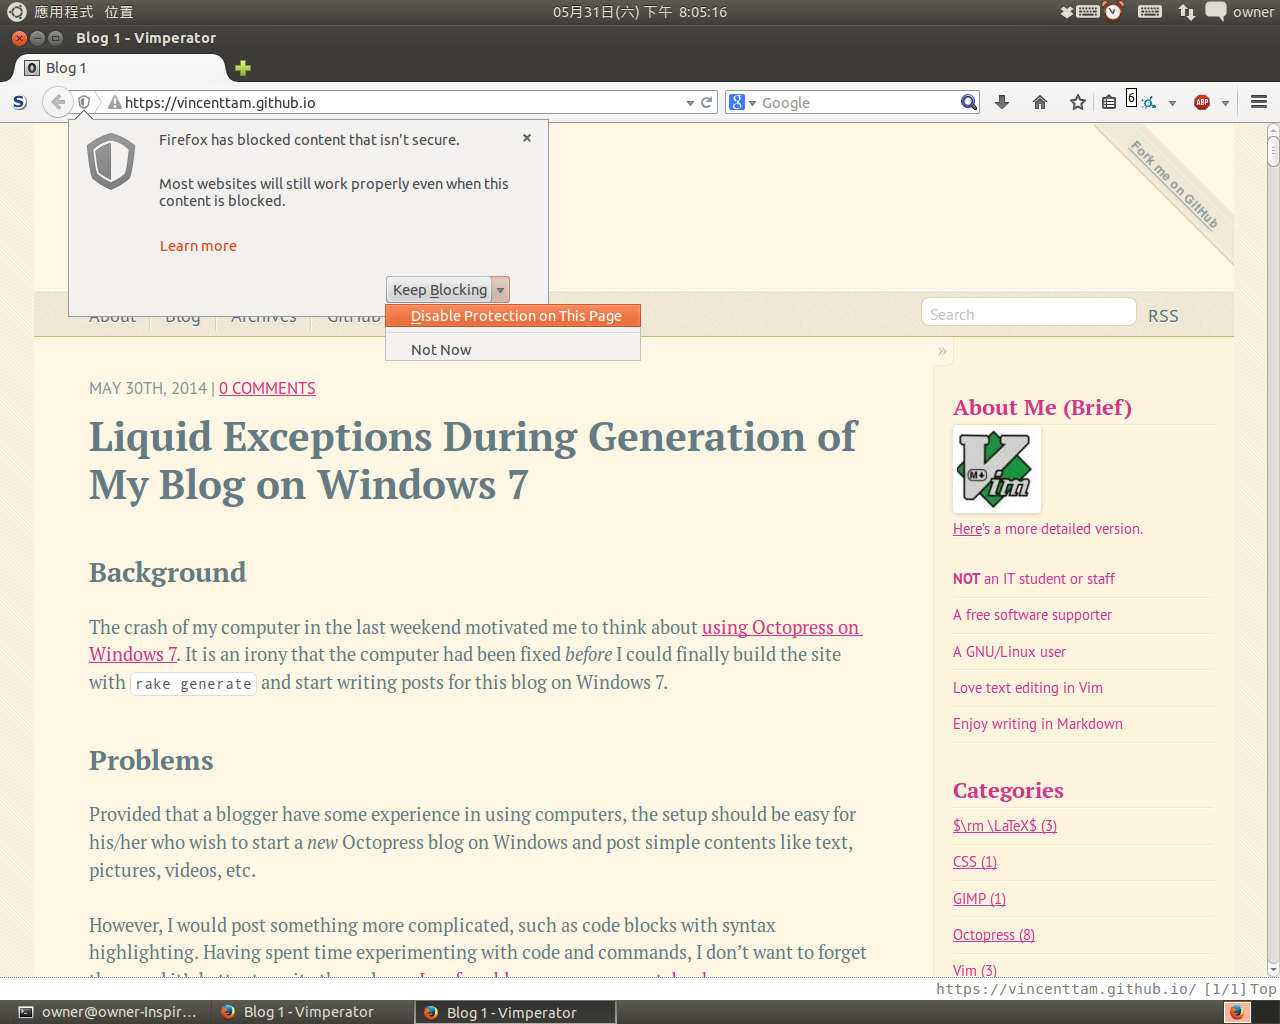 應用程式 位置 05月31日(六) 下午 8:05:16 owner
Blog 1 - Vimperator
Blog 1
S https://vincenttam.github.io Google 6 ABP
Firefox has blocked content that isn't secure.
Most websites will still work properly even when this
content is blocked.
Learn more
Keep Blocking
Disable Protection on This Page
Not Now
Fork me on GitHub
About Blog Archives GitHub Search RSS
»
MAY 30TH, 2014 | 0 COMMENTS
Liquid Exceptions During Generation of
My Blog on Windows 7
Background
The crash of my computer in the last weekend motivated me to think about using Octopress on
Windows 7. It is an irony that the computer had been fixed before I could finally build the site
with rake generate and start writing posts for this blog on Windows 7.
Problems
Provided that a blogger have some experience in using computers, the setup should be easy for
his/her who wish to start a new Octopress blog on Windows and post simple contents like text,
pictures, videos, etc.
However, I would post something more complicated, such as code blocks with syntax
highlighting. Having spent time experimenting with code and commands, I don't want to forget
About Me (Brief)
Vim
Here's a more detailed version.
NOT an IT student or staff
A free software supporter
A GNU/Linux user
Love text editing in Vim
Enjoy writing in Markdown
Categories
$\rm \LaTeX$ (3)
CSS (1)
GIMP (1)
Octopress (8)
Vim (3)
https://vincenttam.github.io/ [1/1] Top
owner@owner-Inspir... Blog 1 - Vimperator Blog 1 - Vimperator